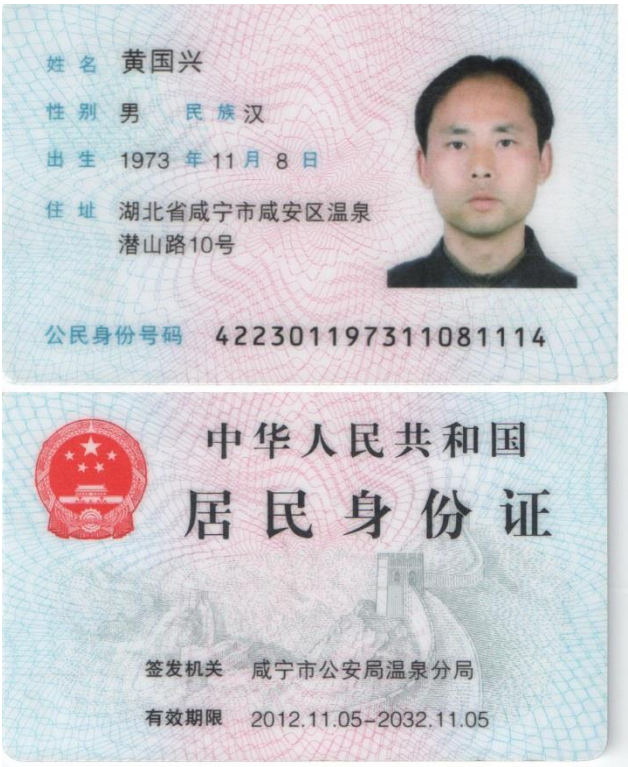 姓名 黄国兴
性别 男 民族 汉
出生 1973 年 11 月 8 日
住址 湖北省咸宁市咸安区温泉
潜山路10号
公民身份号码 422301197311081114
中华人民共和国
居民身份证
签发机关 咸宁市公安局温泉分局
有效期限 2012.11.05-2032.11.05